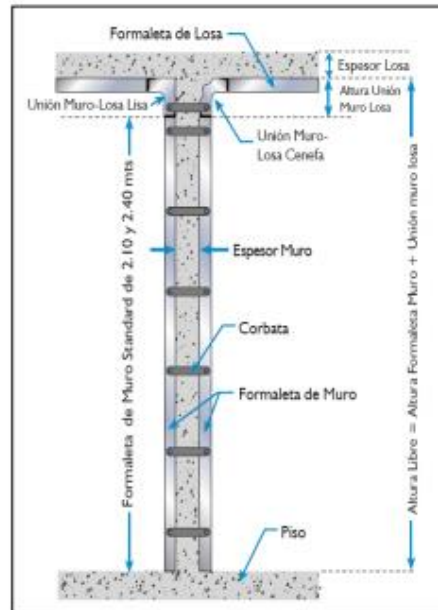 Formaleta de Losa
Espesor Losa
Altura Unión
Muro Losa
Unión Muro-Losa Lisa
Unión Muro-
Losa Cenefa
Formaleta de Muro Standard de 2.10 y 2.40 mts
Espesor Muro
Corbata
Formaleta de Muro
Altura Libre = Altura Formaleta Muro + Unión muro losa
Piso